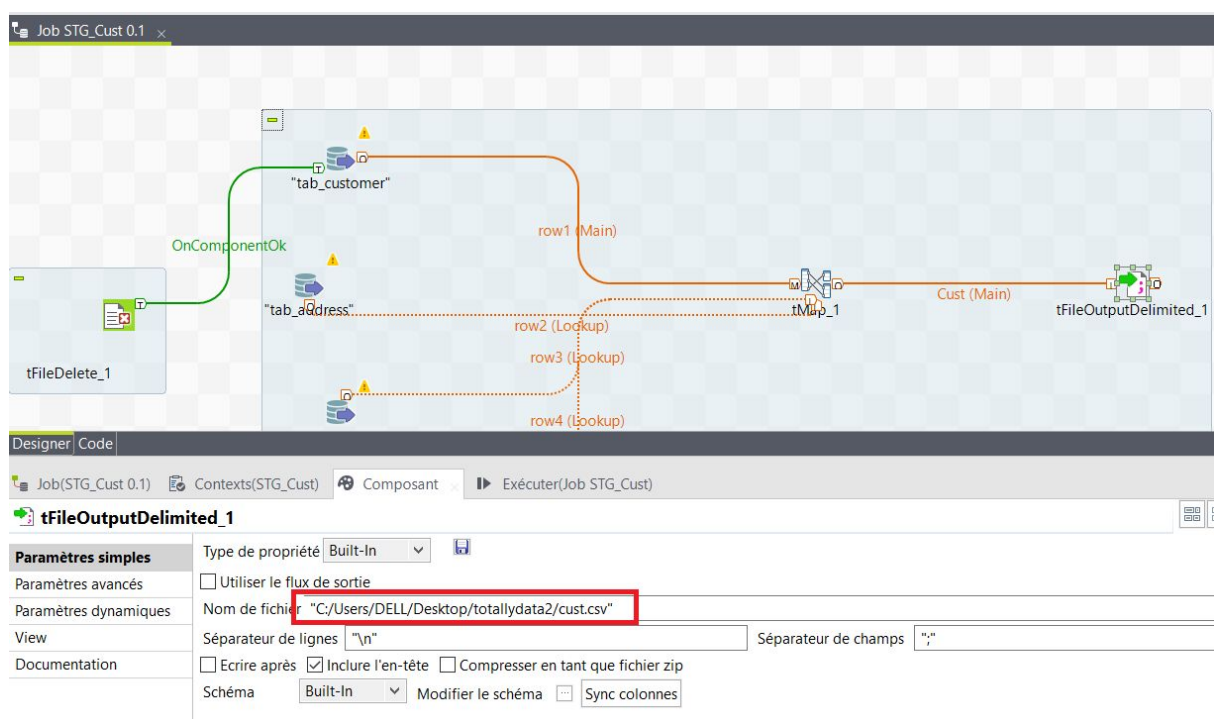 Job STG_Cust 0.1
"tab_customer"
row1 (Main)
OnComponentOk
"tab_address"
Cust (Main)
tMap_1
tFileOutputDelimited_1
row2 (Lookup)
row3 (Lookup)
tFileDelete_1
row4 (Lookup)
Designer Code
Job(STG_Cust 0.1) Contexts(STG_Cust) Composant Exécuter(Job STG_Cust)
tFileOutputDelimited_1
Paramètres simples Type de propriété Built-In
Paramètres avancés Utiliser le flux de sortie
Paramètres dynamiques Nom de fichier "C:/Users/DELL/Desktop/totallydata2/cust.csv"
View Séparateur de lignes "\n" Séparateur de champs ";"
Documentation Ecrire après Inclure l'en-tête Compresser en tant que fichier zip
Schéma Built-In Modifier le schéma ... Sync colonnes